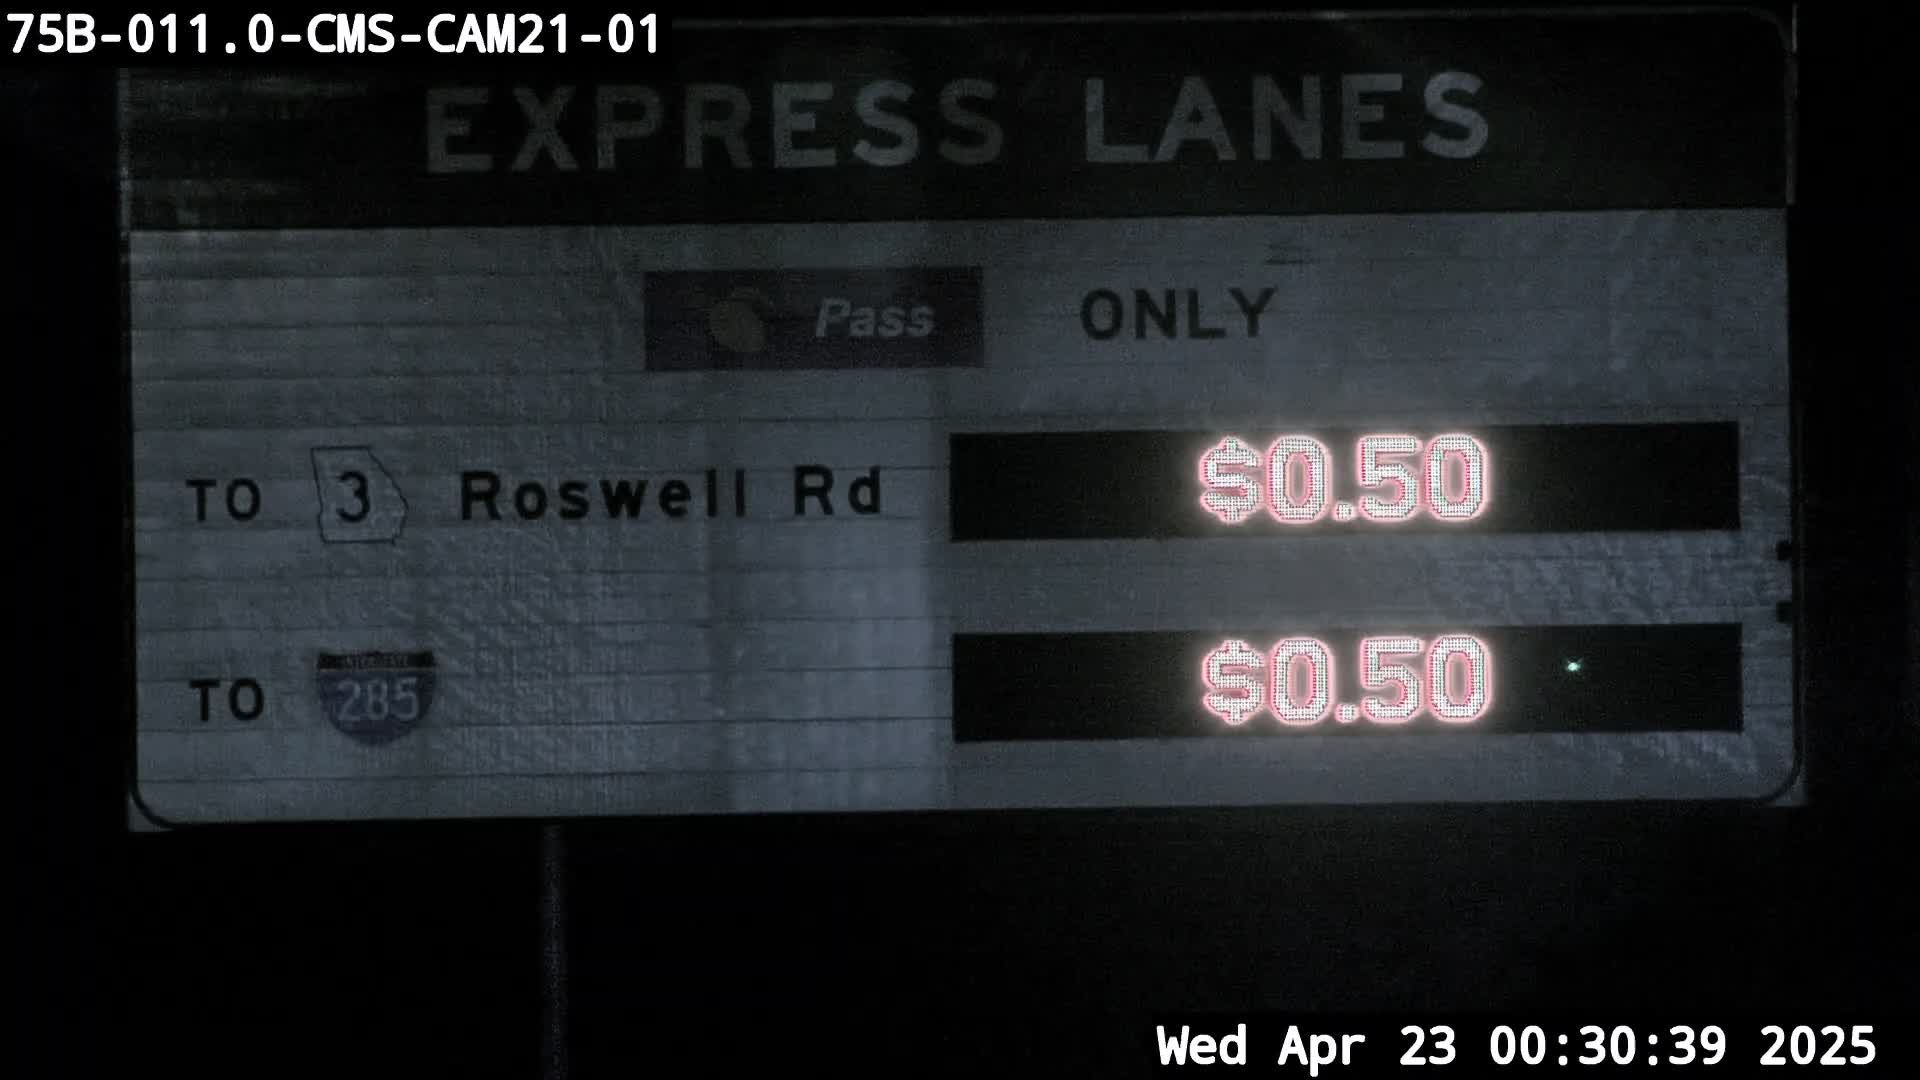 75B-011.0-CMS-CAM21-01
EXPRESS LANES
Pass ONLY
TO 3 Roswell Rd $0.50
TO INTERSTATE 285 $0.50
Wed Apr 23 00:30:39 2025